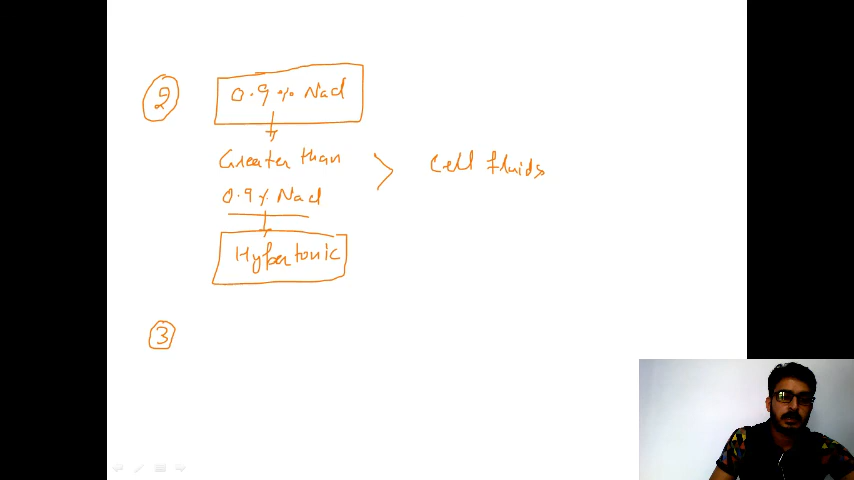 2
0.9 % Nacl
Greater than > Cell fluids
0.9 % Nacl
Hypertonic
3